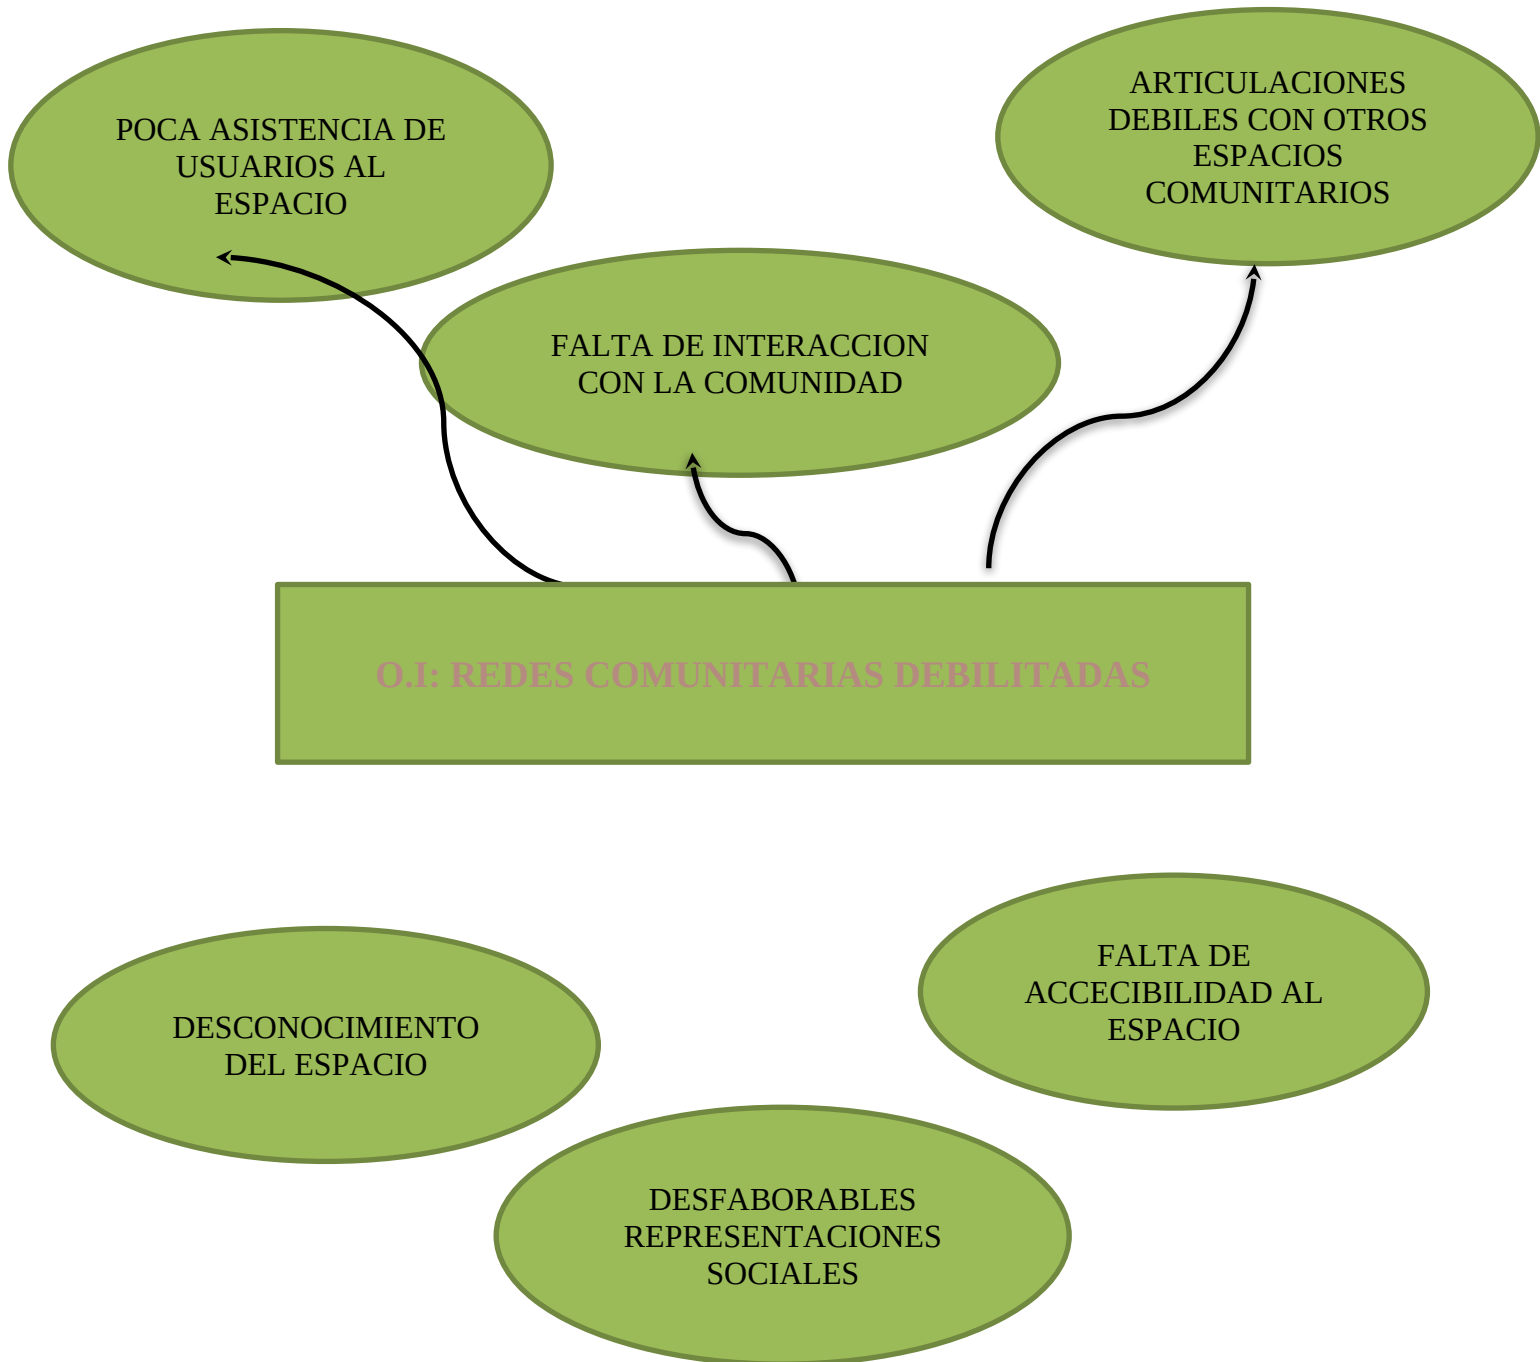 POCA ASISTENCIA DE
USUARIOS AL
ESPACIO
ARTICULACIONES
DEBILES CON OTROS
ESPACIOS
COMUNITARIOS
FALTA DE INTERACCION
CON LA COMUNIDAD
O.I: REDES COMUNITARIAS DEBILITADAS
DESCONOCIMIENTO
DEL ESPACIO
FALTA DE
ACCECIBILIDAD AL
ESPACIO
DESFABORABLES
REPRESENTACIONES
SOCIALES